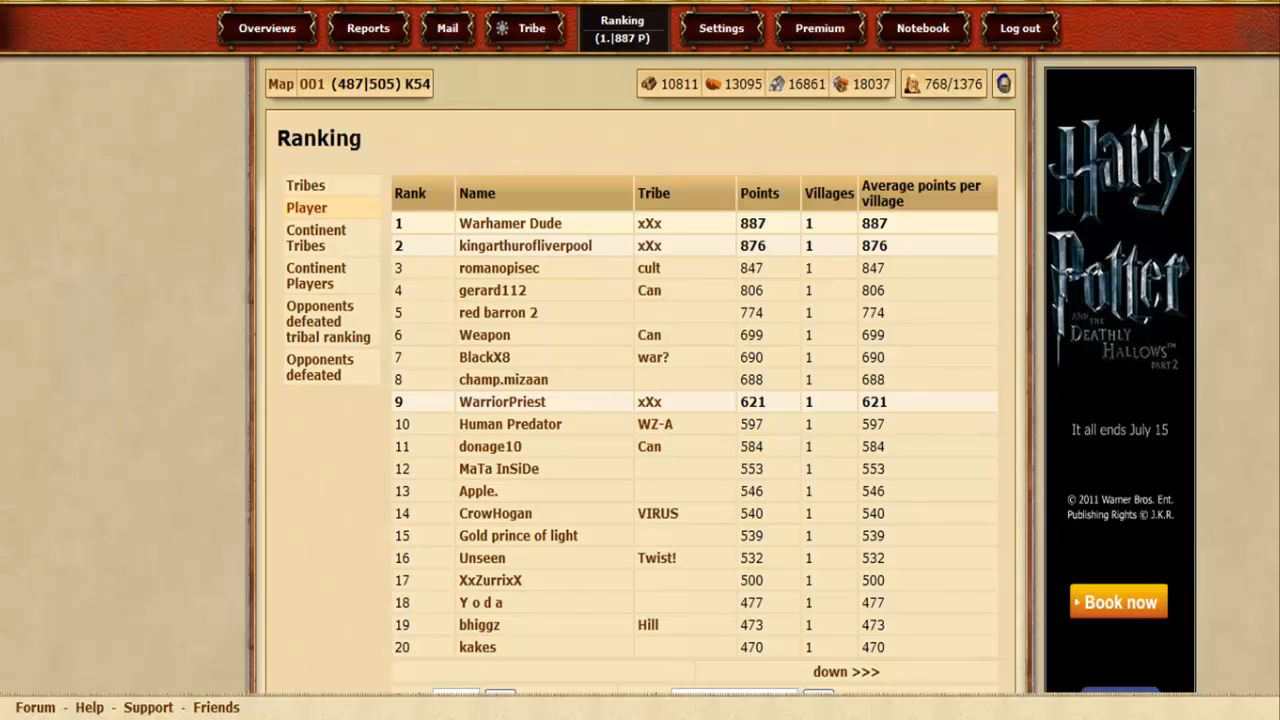 Overviews Reports Mail Tribe Ranking Settings Premium Notebook Log out
(1.|887 P)
Map 001 (487|505) K54 10811 13095 16861 18037 768/1376
Ranking
Tribes
Player
Continent
Tribes
Continent
Players
Opponents
defeated
tribal ranking
Opponents
defeated
Rank Name Tribe Points Villages Average points per
village
1 Warhamer Dude xXx 887 1 887
2 kingarthurofliverpool xXx 876 1 876
3 romanopisec cult 847 1 847
4 gerard112 Can 806 1 806
5 red barron 2 774 1 774
6 Weapon Can 699 1 699
7 BlackX8 war? 690 1 690
8 champ.mizaan 688 1 688
9 WarriorPriest xXx 621 1 621
10 Human Predator WZ-A 597 1 597
11 donage10 Can 584 1 584
12 MaTa InSiDe 553 1 553
13 Apple. 546 1 546
14 CrowHogan VIRUS 540 1 540
15 Gold prince of light 539 1 539
16 Unseen Twist! 532 1 532
17 XxZurrixX 500 1 500
18 Y o d a 477 1 477
19 bhiggz Hill 473 1 473
20 kakes 470 1 470
down >>>
Harry
Potter
AND THE
DEATHLY
HALLOWS™
PART 2
It all ends July 15
© 2011 Warner Bros. Ent.
Publishing Rights © J.K.R.
Book now
Forum - Help - Support - Friends